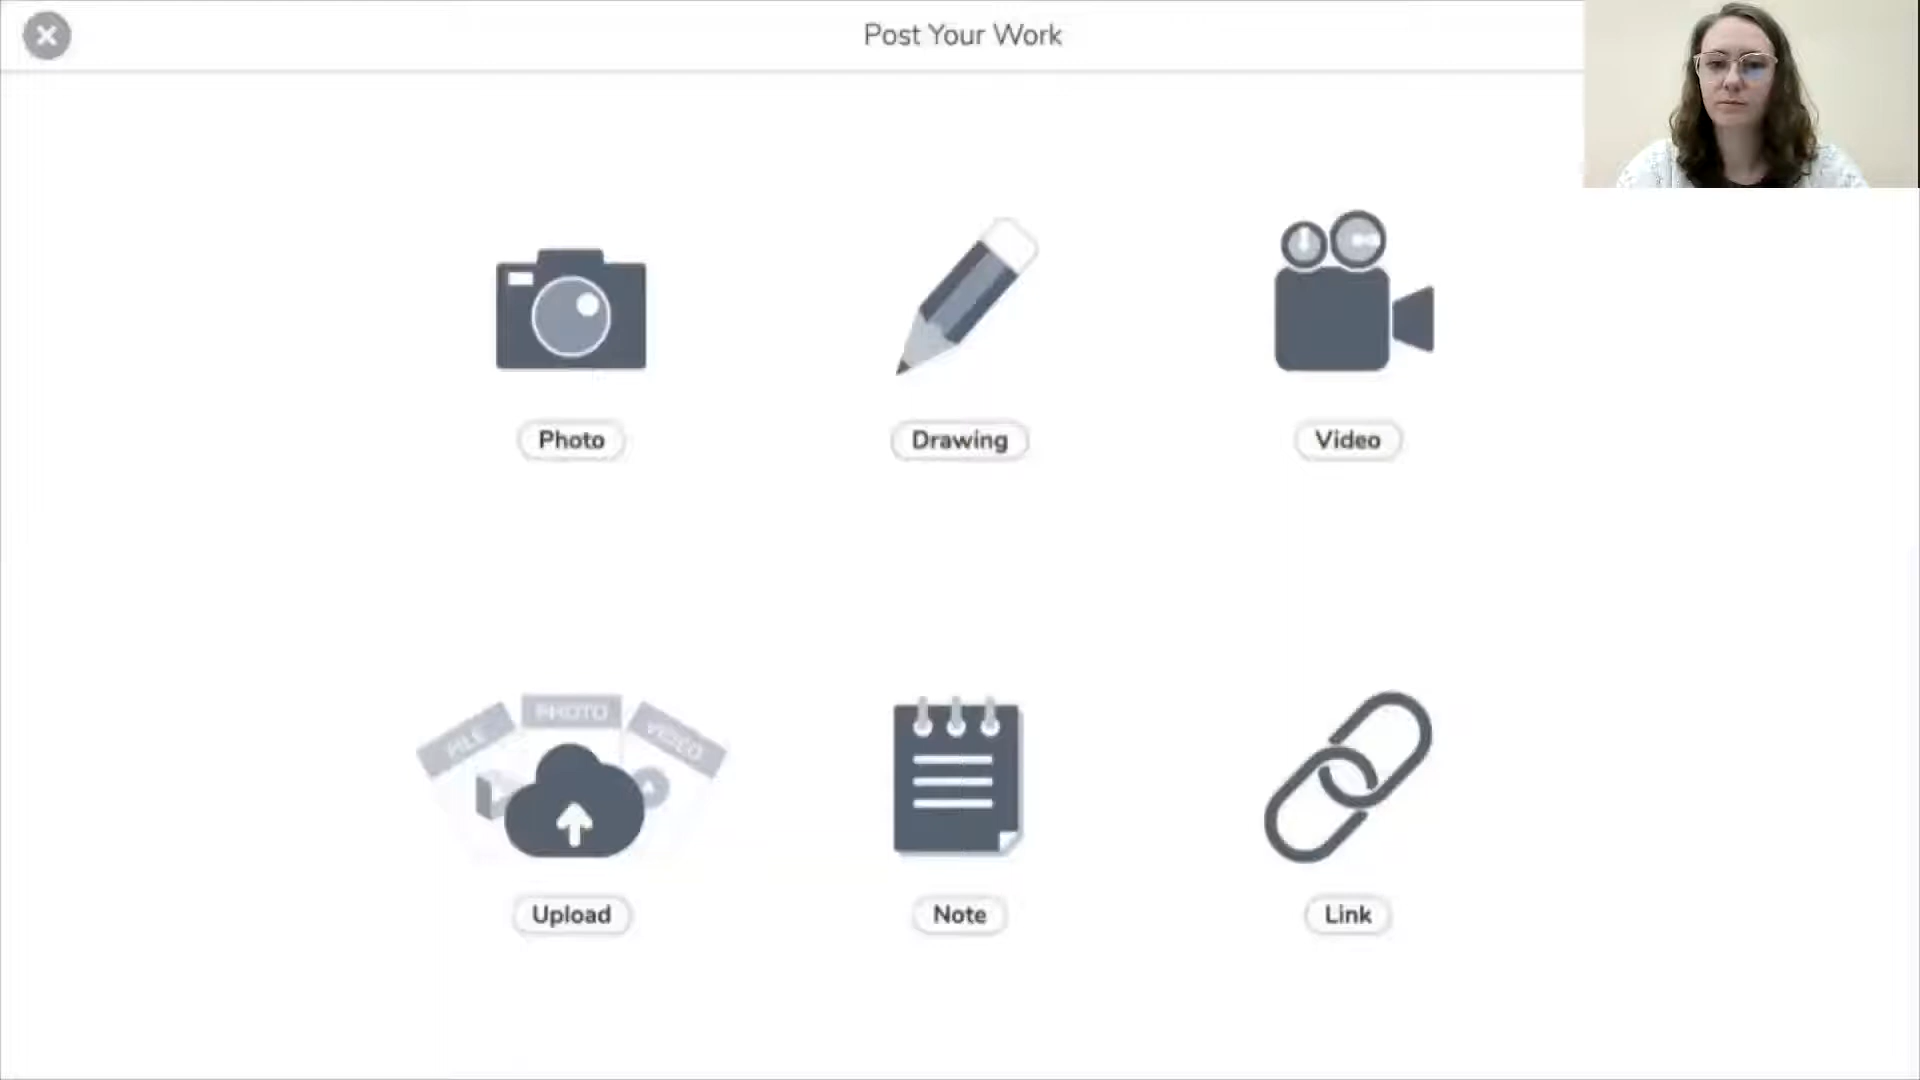 Post Your Work
Photo
Drawing
Video
FILE
PHOTO
VIDEO
Upload
Note
Link